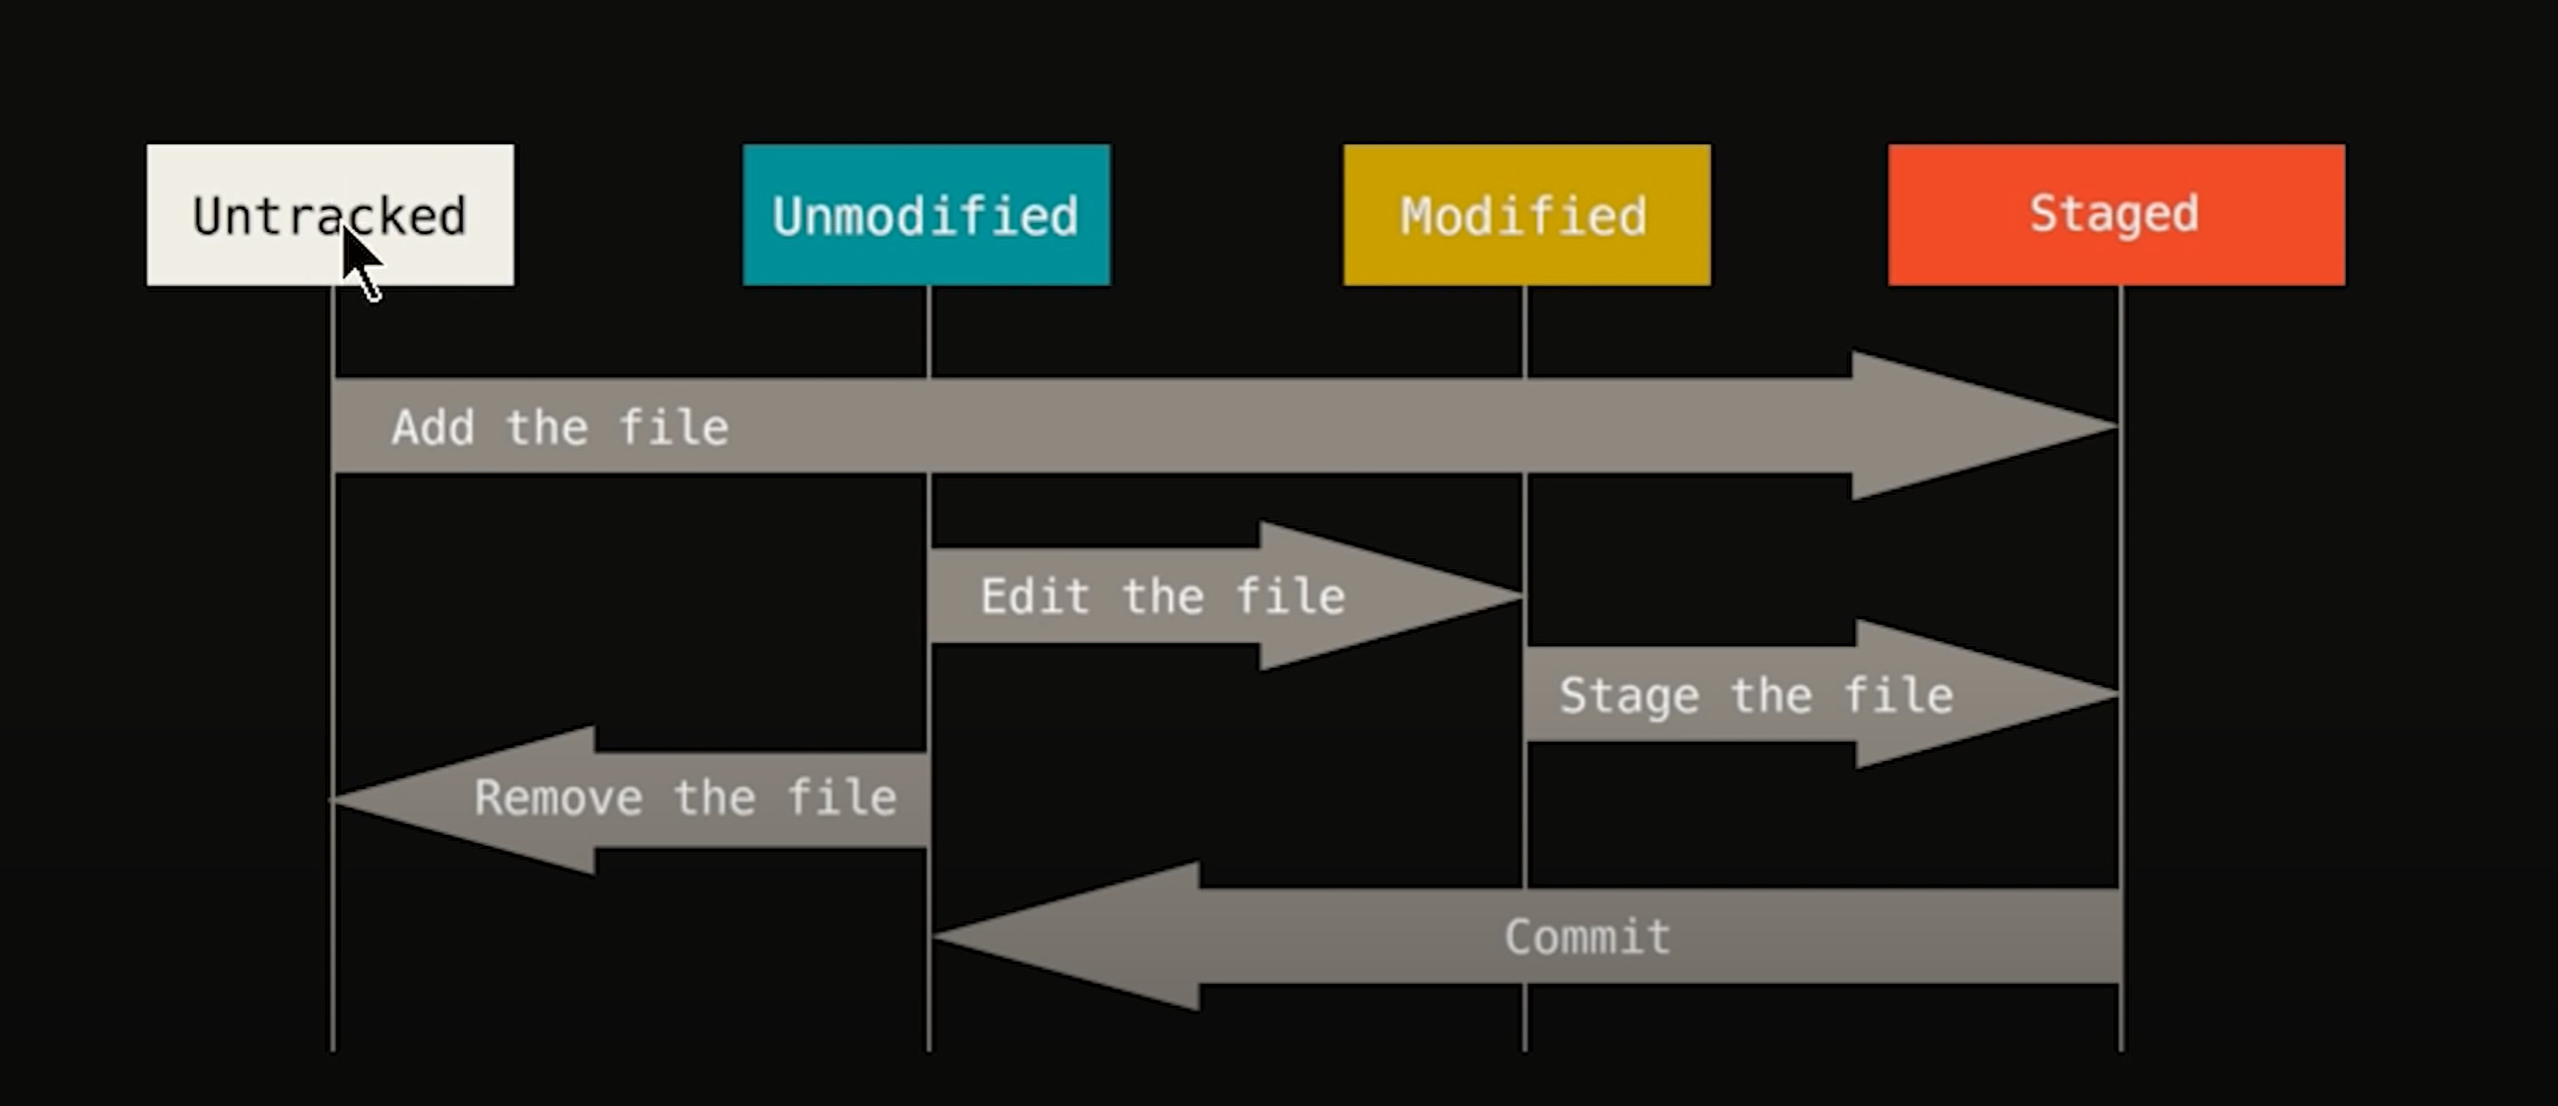 Untracked
Unmodified
Modified
Staged
Add the file
Edit the file
Stage the file
Remove the file
Commit